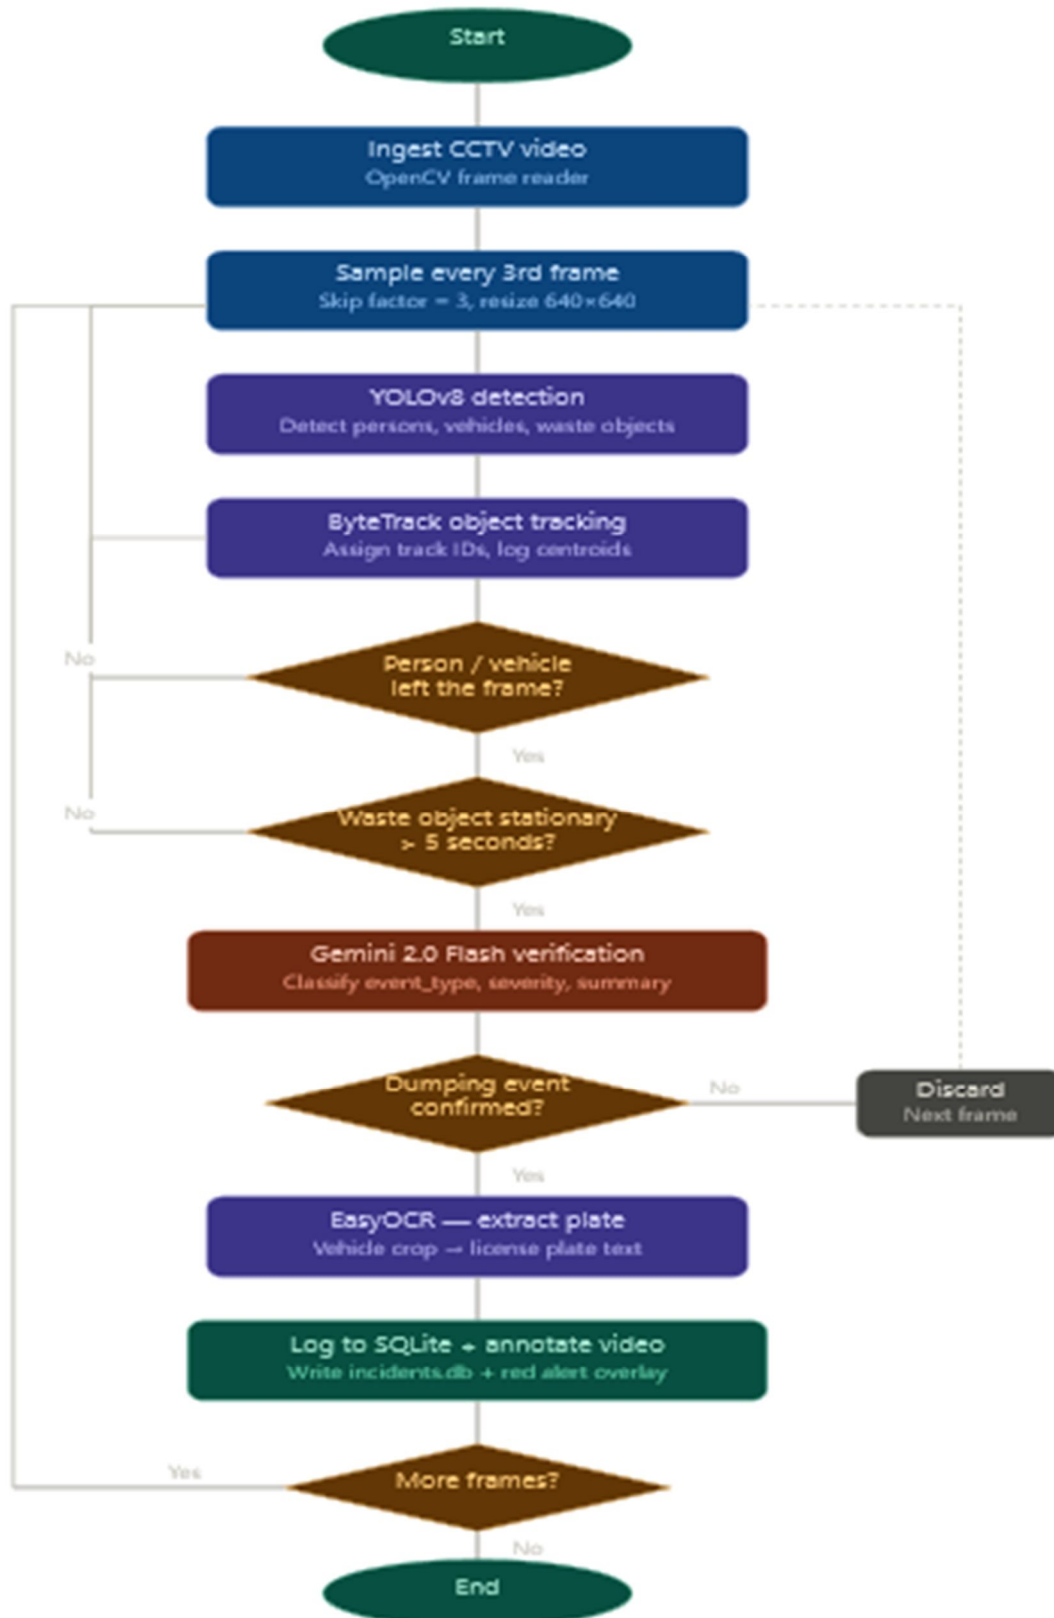 Start
Ingest CCTV video
OpenCV frame reader
Sample every 3rd frame
Skip factor = 3, resize 640×640
YOLOv8 detection
Detect persons, vehicles, waste objects
ByteTrack object tracking
Assign track IDs, log centroids
No
Person / vehicle
left the frame?
Yes
No
Waste object stationary
> 5 seconds?
Yes
Gemini 2.0 Flash verification
Classify event_type, severity, summary
Dumping event
confirmed?
No
Discard
Next frame
Yes
EasyOCR — extract plate
Vehicle crop → license plate text
Log to SQLite + annotate video
Write incidents.db + red alert overlay
Yes
More frames?
No
End